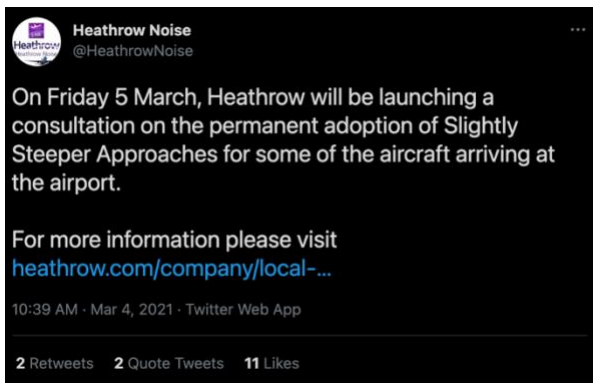 Heathrow Noise
@HeathrowNoise
Heathrow
On Friday 5 March, Heathrow will be launching a
consultation on the permanent adoption of Slightly
Steeper Approaches for some of the aircraft arriving at
the airport.
For more information please visit
heathrow.com/company/local-...
10:39 AM · Mar 4, 2021 · Twitter Web App
2 Retweets 2 Quote Tweets 11 Likes